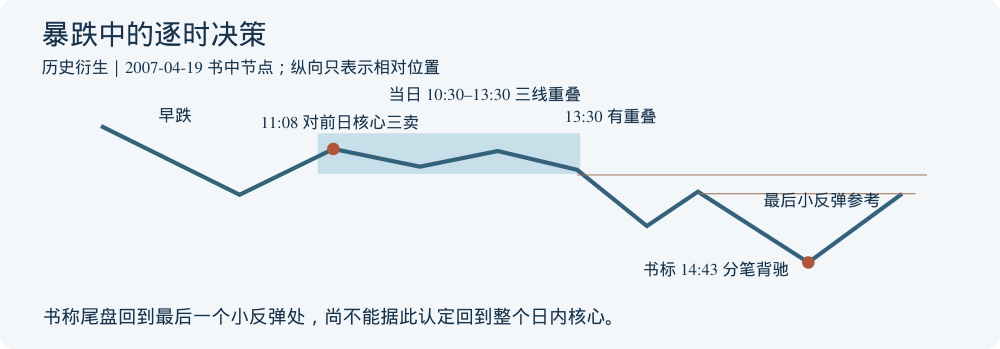 暴跌中的逐时决策
历史衍生｜2007-04-19 书中节点；纵向只表示相对位置
当日 10:30–13:30 三线重叠
早跌
11:08 对前日核心三卖
13:30 有重叠
最后小反弹参考
书标 14:43 分笔背驰
书称尾盘回到最后一个小反弹处，尚不能据此认定回到整个日内核心。